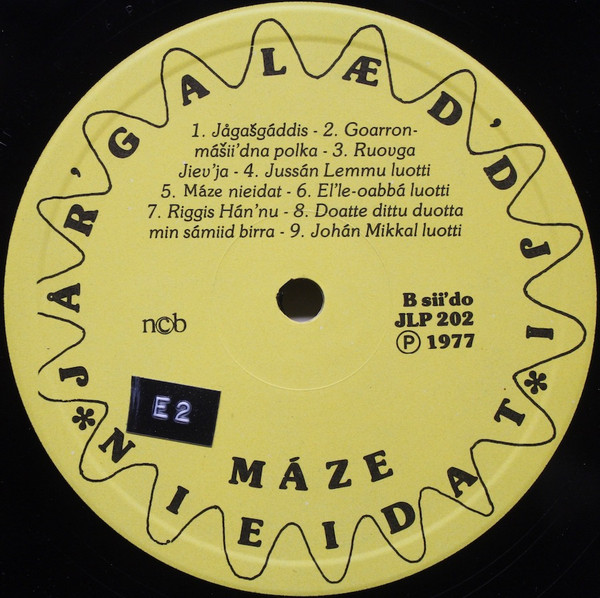 JÅR'GALÆD'DJI
1. Jågašgáddis - 2. Goarron-
mášii'dna polka - 3. Ruovga
Jiev'ja - 4. Jussán Lemmu luotti
5. Máze nieidat - 6. El'le-oabbá luotti
7. Riggis Hán'nu - 8. Doatte dittu duotta
min sámiid birra - 9. Johán Mikkal luotti
ncb
B sii'do
JLP 202
Ⓟ 1977
E2
MÁZE
*NIEIDAT*